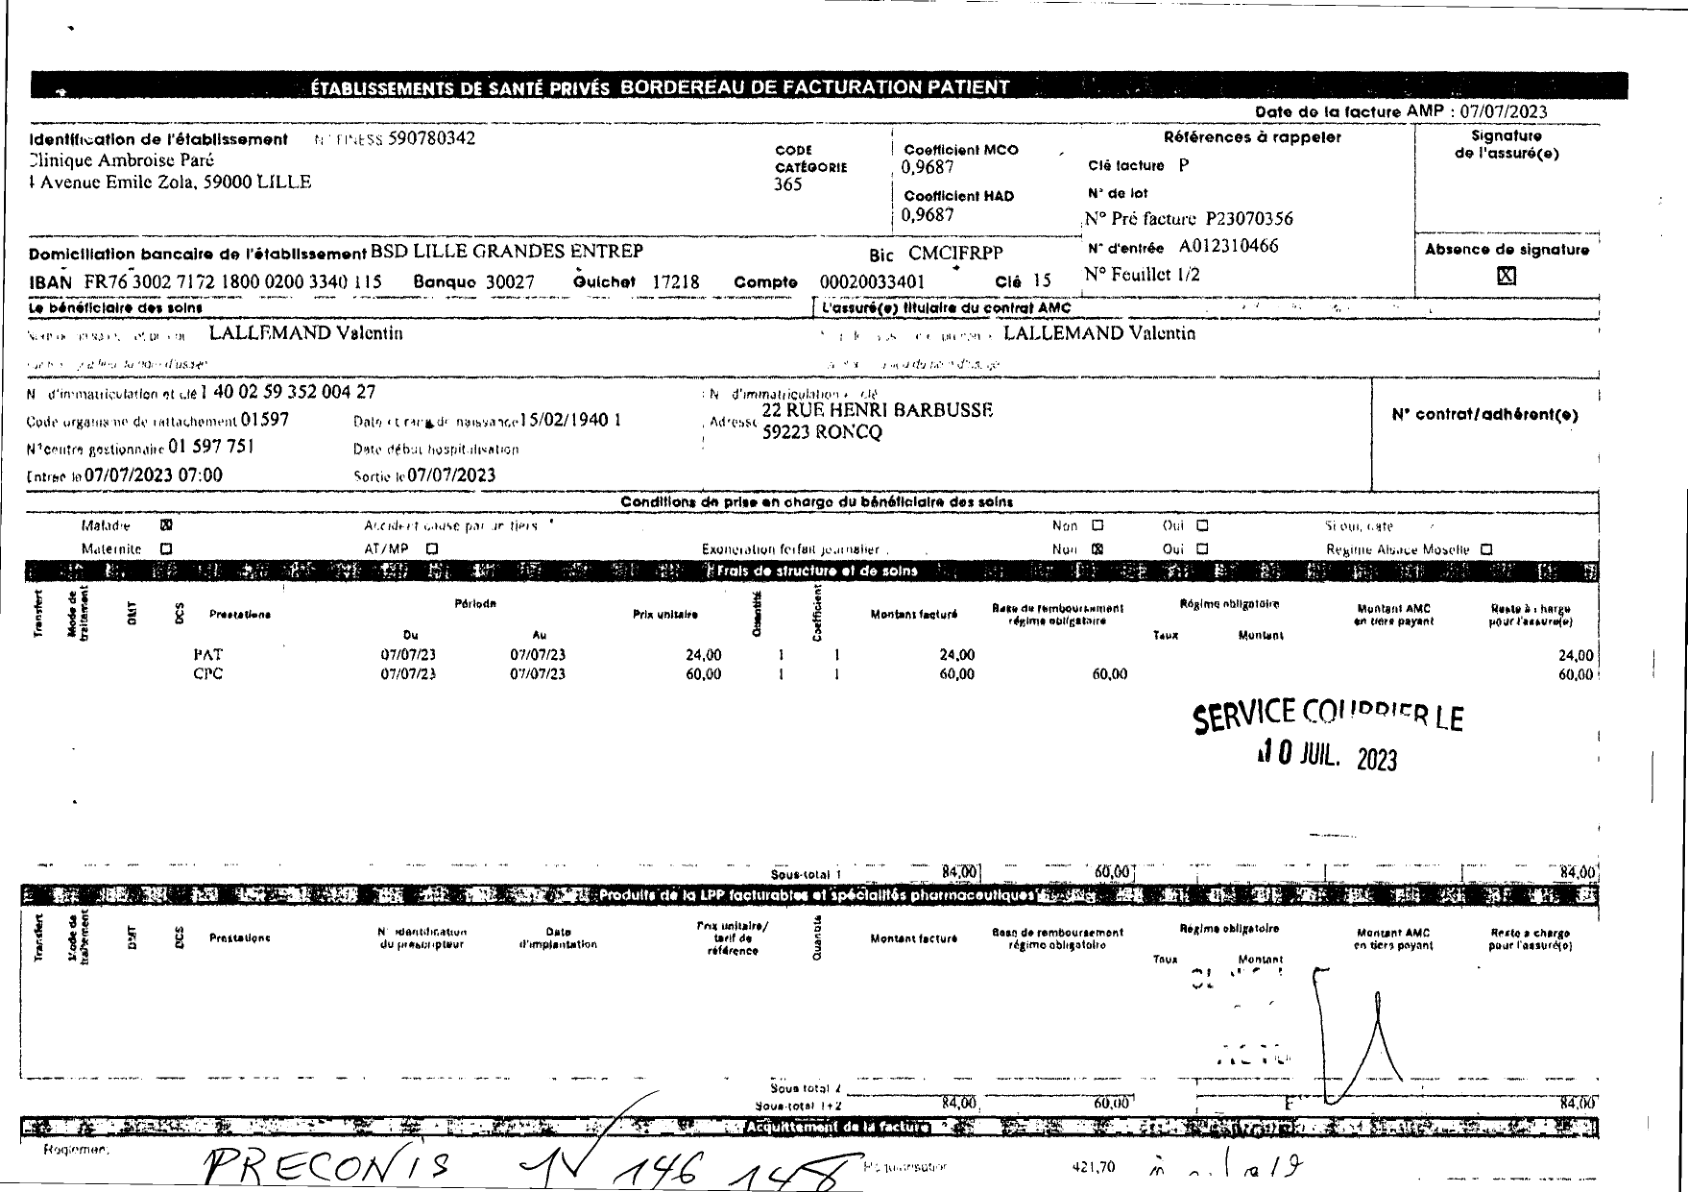 ÉTABLISSEMENTS DE SANTÉ PRIVÉS BORDEREAU DE FACTURATION PATIENT
Date de la facture AMP : 07/07/2023
Identification de l'établissement N° FINESS 590780342
Clinique Ambroise Paré
Avenue Emile Zola, 59000 LILLE
CODE CATÉGORIE
365
Coefficient MCO
0,9687
Coefficient HAD
0,9687
Références à rappeler
Clé facture P
N° de lot
N° Pré facture P23070356
N° d'entrée A012310466
N° Feuillet 1/2
Signature de l'assuré(e)
Absence de signature
X
Domiciliation bancaire de l'établissement BSD LILLE GRANDES ENTREP Bic CMCIFRPP
IBAN FR76 3002 7172 1800 0200 3340 115 Banque 30027 Guichet 17218 Compte 00020033401 Clé 15
Le bénéficiaire des soins
L'assuré(e) titulaire du contrat AMC
LALLEMAND Valentin
LALLEMAND Valentin
N d'immatriculation et clé 1 40 02 59 352 004 27
Code organisme de rattachement 01597 Date et rang de naissance 15/02/1940 1
N° centre gestionnaire 01 597 751 Date début hospitalisation
Entrée le 07/07/2023 07:00 Sortie le 07/07/2023
N d'immatriculation clé
Adresse 22 RUE HENRI BARBUSSE
59223 RONCQ
N° contrat/adhérent(e)
Conditions de prise en charge du bénéficiaire des soins
Maladie Accident causé par un tiers Non Oui Si oui, date
Maternité AT/MP Exonération forfait journalier Non Oui Régime Alsace Moselle
Frais de structure et de soins
Transfert Mode de traitement DMT DCS Prestations Période Prix unitaire Quantité Coefficient Montant facturé Base de remboursement régime obligatoire Régime obligatoire Montant AMC en tiers payant Reste à charge pour l'assuré(e)
Du Au Taux Montant
PAT 07/07/23 07/07/23 24,00 1 1 24,00 24,00
CPC 07/07/23 07/07/23 60,00 1 1 60,00 60,00 60,00
SERVICE COURRIER LE
10 JUIL. 2023
Sous-total 1 84,00 60,00 84,00
Produits de la LPP facturables et spécialités pharmaceutiques
Transfert Mode de traitement DMT DCS Prestations N° identification du prescripteur Date d'implantation Prix unitaire/ tarif de référence Quantité Montant facturé Base de remboursement régime obligatoire Régime obligatoire Montant AMC en tiers payant Reste à charge pour l'assuré(e)
Taux Montant
Sous total 2
Sous-total 1+2 84,00 60,00 84,00
Acquittement de la facture
Règlement
PRECONIS 146 148
421,70